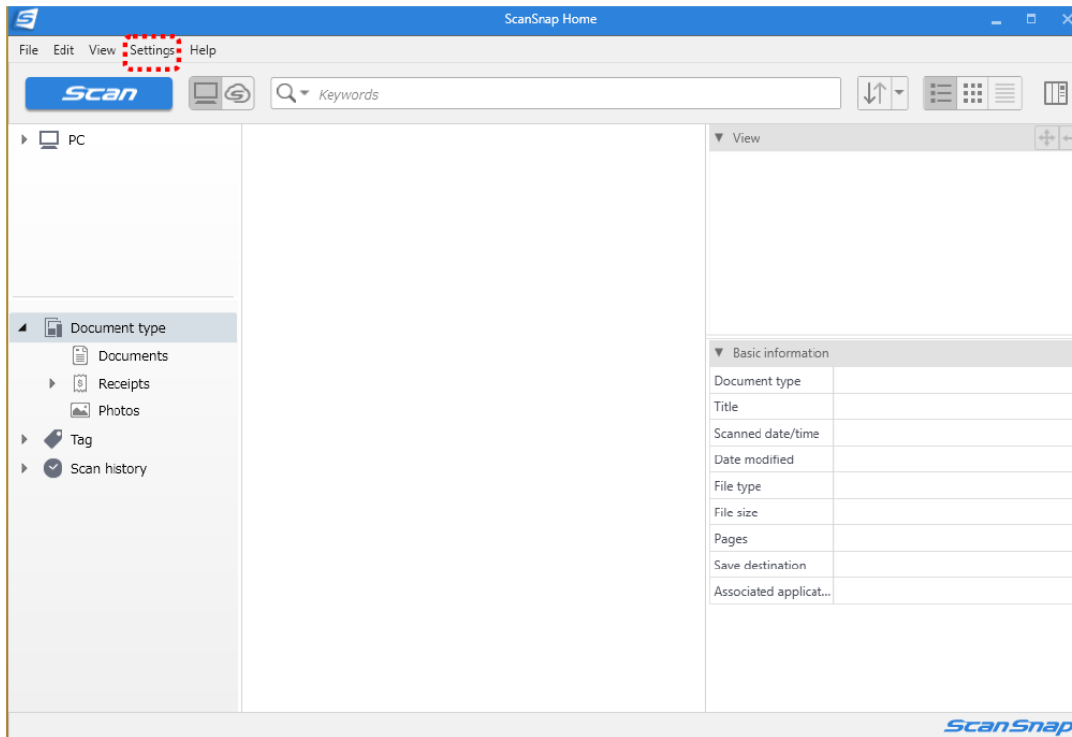 ScanSnap Home
File Edit View Settings Help
Scan
Keywords
PC
View
Document type
Documents
Receipts
Photos
Tag
Scan history
Basic information
Document type
Title
Scanned date/time
Date modified
File type
File size
Pages
Save destination
Associated applicat...
ScanSnap